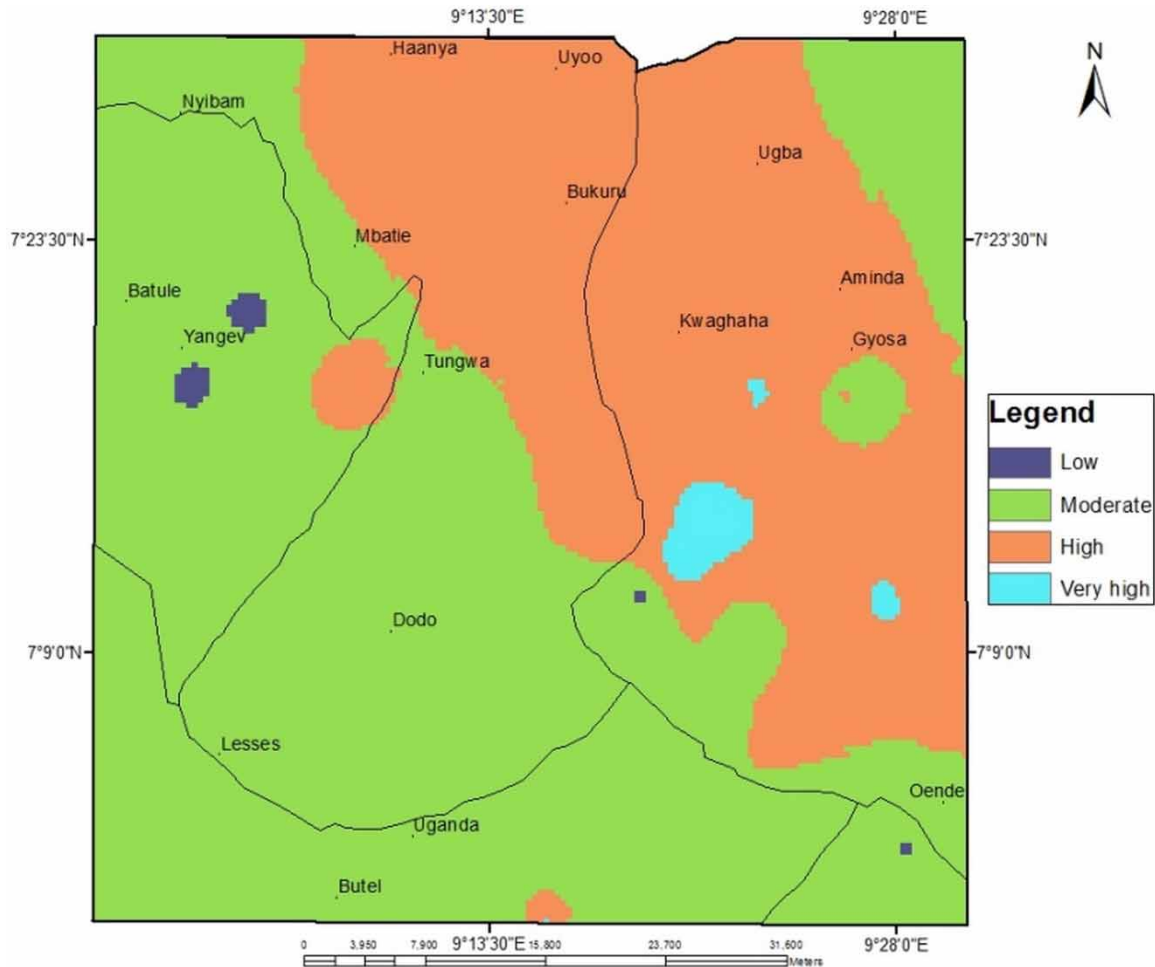 9°13'30"E
9°28'0"E
Haanya
Uyoo
N
Nyibam
Ugba
Bukuru
Mbatie
7°23'30"N
7°23'30"N
Aminda
Batule
Kwaghaha
Yangev
Gyosa
Tungwa
Legend
Low
Moderate
High
Very high
Dodo
7°9'0"N
7°9'0"N
Lesses
Oende
Uganda
Butel
9°13'30"E
9°28'0"E
0 3,950 7,900 15,800 23,700 31,600
Meters